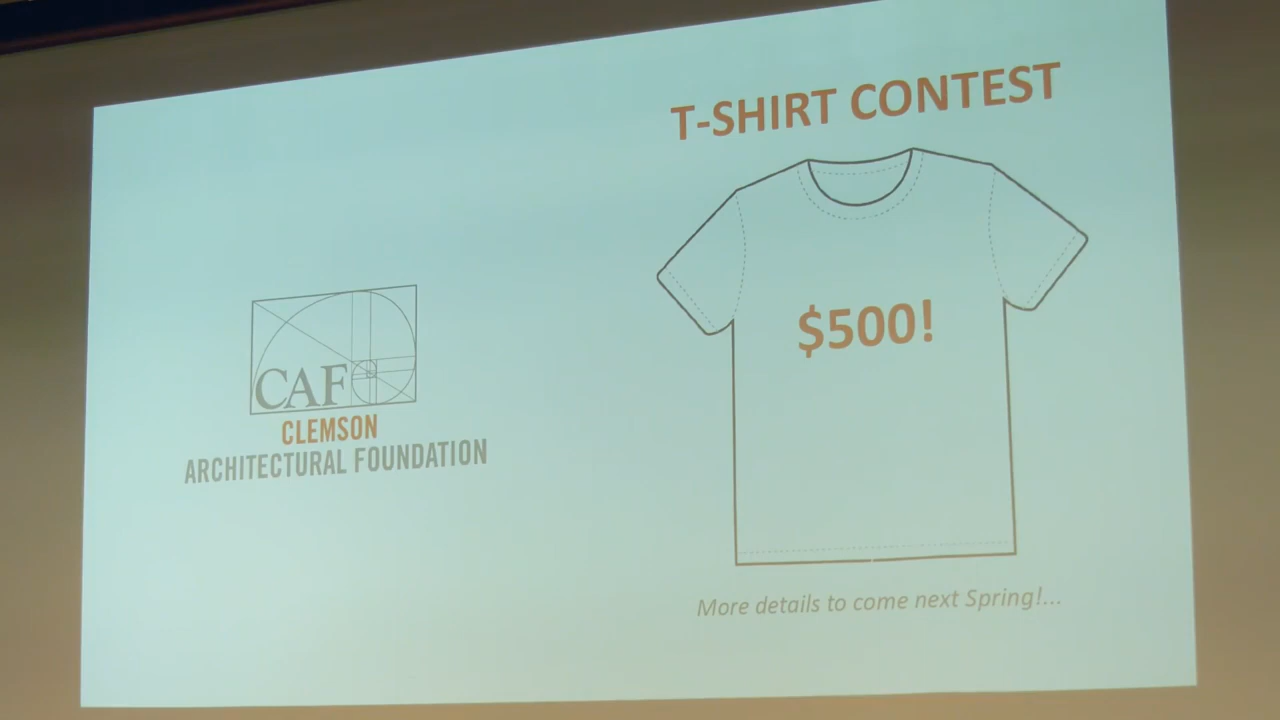 T-SHIRT CONTEST
$500!
CAF
CLEMSON
ARCHITECTURAL FOUNDATION
More details to come next Spring!...